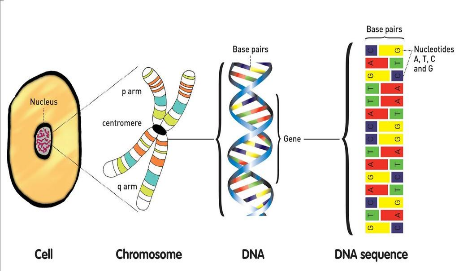 Base pairs
Nucleotides
A, T, C
and G
Base pairs
Nucleus
p arm
centromere
q arm
Gene
C G
A T
G C
T A
T A
A T
C G
C G
A T
T A
G C
A T
C G
T A
G C
Cell
Chromosome
DNA
DNA sequence